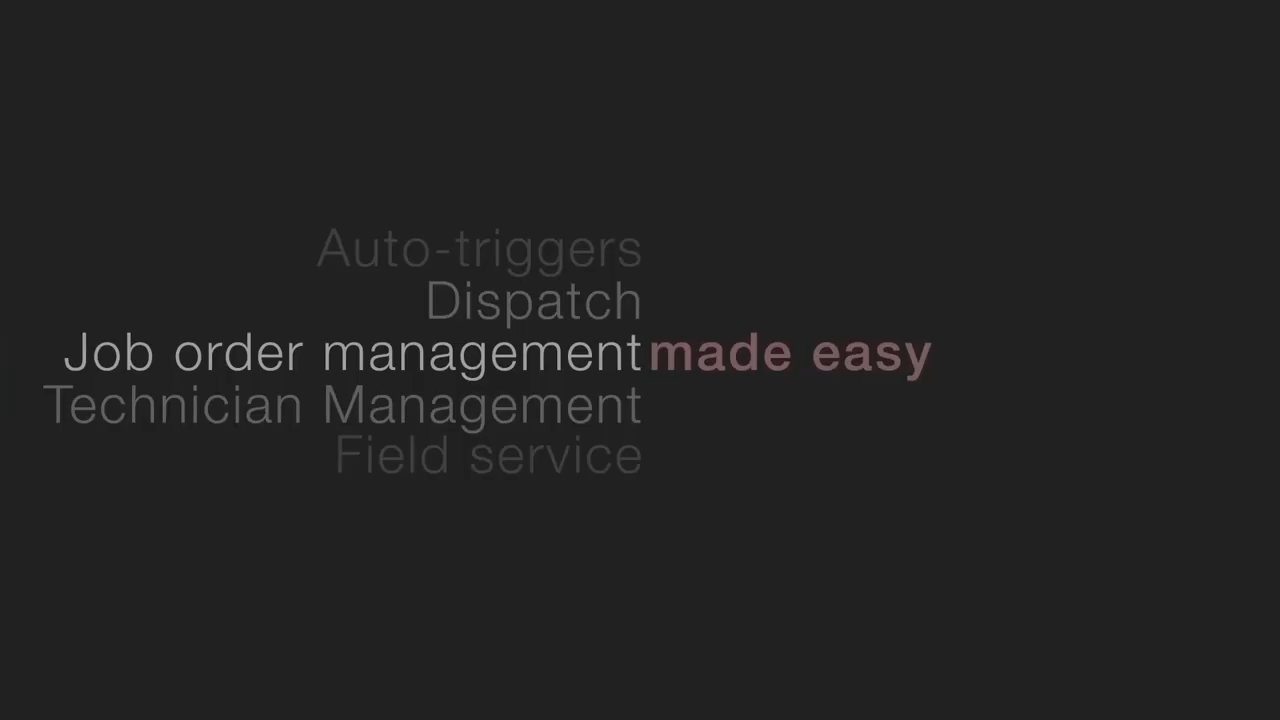 Auto-triggers
Dispatch
Job order management made easy
Technician Management
Field service